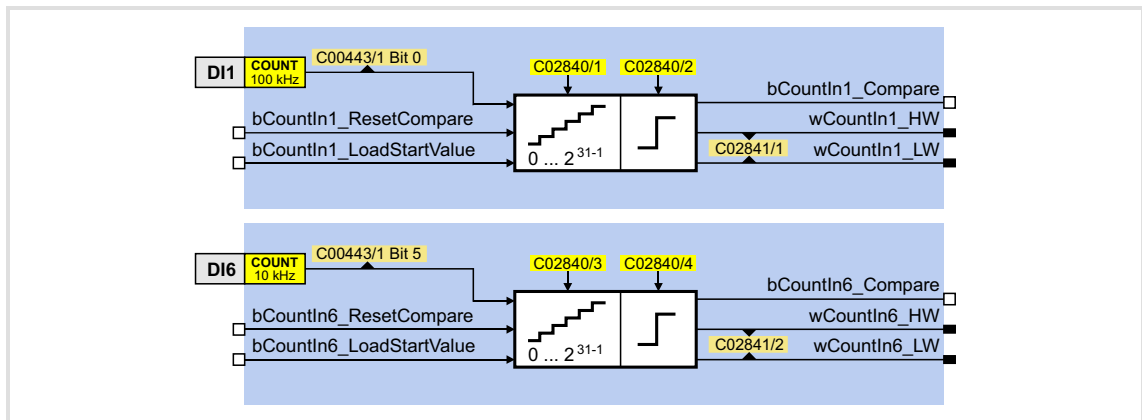 DI1 COUNT 100 kHz
C00443/1 Bit 0
C02840/1 C02840/2
bCountIn1_Compare
bCountIn1_ResetCompare
wCountIn1_HW
bCountIn1_LoadStartValue
C02841/1
wCountIn1_LW
0 ... 2 31-1
DI6 COUNT 10 kHz
C00443/1 Bit 5
C02840/3 C02840/4
bCountIn6_Compare
bCountIn6_ResetCompare
wCountIn6_HW
bCountIn6_LoadStartValue
C02841/2
wCountIn6_LW
0 ... 2 31-1